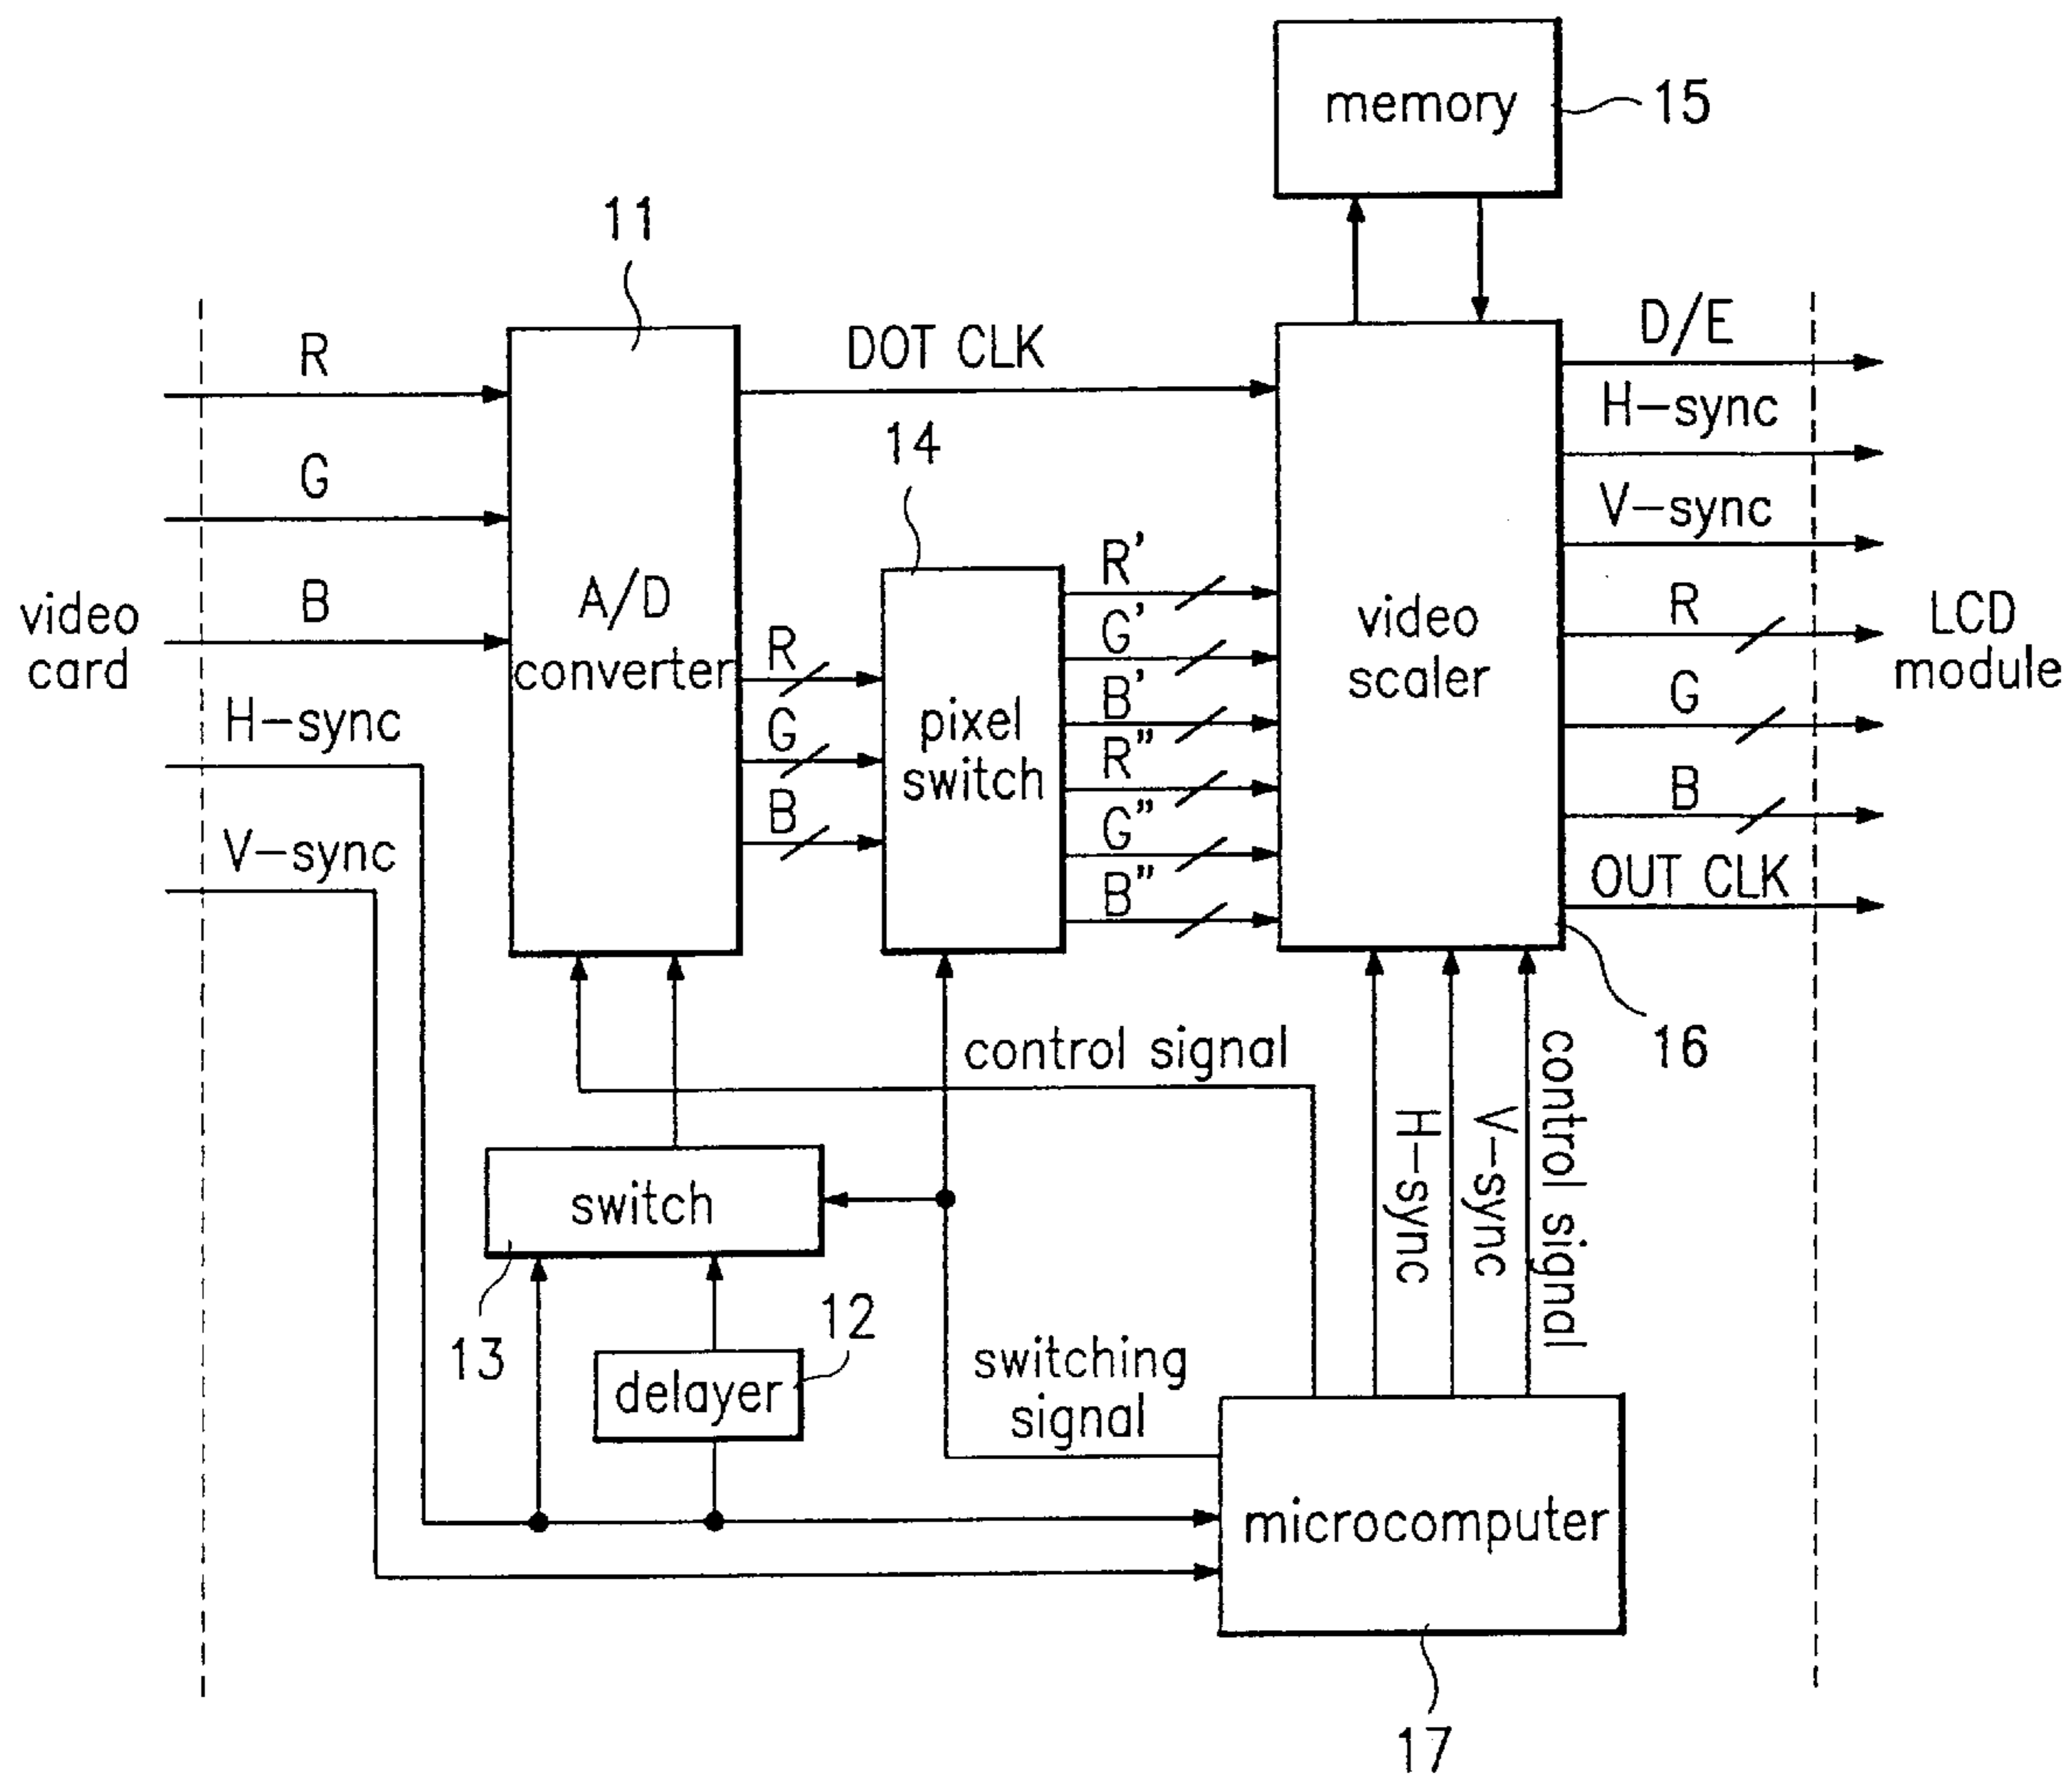 memory
15
11
R
DOT CLK
D/E
H-sync
14
G
V-sync
R'
video
card
B
A/D
converter
R
G'
video
scaler
R
LCD
module
B'
H-sync
G
pixel
switch
R"
G
B
G"
B
V-sync
B"
OUT CLK
control signal
16
control signal
H-sync
V-sync
switch
13
12
delayer
switching
signal
microcomputer
17